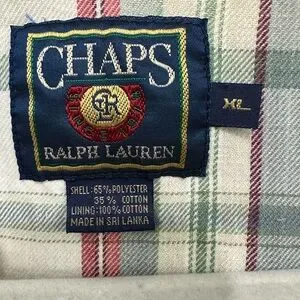 CHAPS
XL
RALPH LAUREN
SHELL: 65% POLYESTER
35% COTTON
LINING: 100% COTTON
MADE IN SRI LANKA